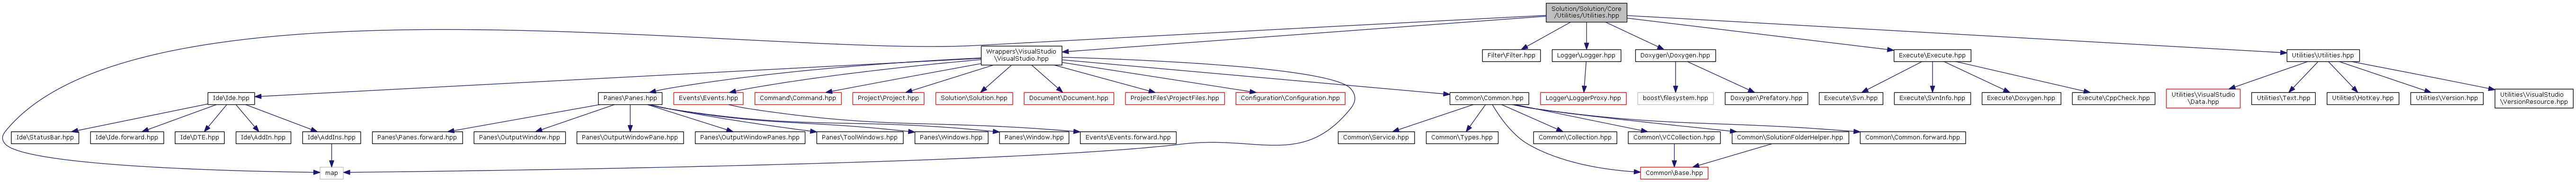 Solution/Solution/Core
/Utilities/Utilities.hpp
Wrappers\VisualStudio
\VisualStudio.hpp
Filter\Filter.hpp
Logger\Logger.hpp
Doxygen\Doxygen.hpp
Execute\Execute.hpp
Utilities\Utilities.hpp
Ide\Ide.hpp
Panes\Panes.hpp
Events\Events.hpp
Command\Command.hpp
Project\Project.hpp
Solution\Solution.hpp
Document\Document.hpp
ProjectFiles\ProjectFiles.hpp
Configuration\Configuration.hpp
Common\Common.hpp
Logger\LoggerProxy.hpp
boost\filesystem.hpp
Doxygen\Prefatory.hpp
Execute\Svn.hpp
Execute\SvnInfo.hpp
Execute\Doxygen.hpp
Execute\CppCheck.hpp
Utilities\VisualStudio
\Data.hpp
Utilities\Text.hpp
Utilities\HotKey.hpp
Utilities\Version.hpp
Utilities\VisualStudio
\VersionResource.hpp
Ide\StatusBar.hpp
Ide\Ide.forward.hpp
Ide\DTE.hpp
Ide\AddIn.hpp
Ide\AddIns.hpp
Panes\Panes.forward.hpp
Panes\OutputWindow.hpp
Panes\OutputWindowPane.hpp
Panes\OutputWindowPanes.hpp
Panes\ToolWindows.hpp
Panes\Windows.hpp
Panes\Window.hpp
Events\Events.forward.hpp
Common\Service.hpp
Common\Types.hpp
Common\Collection.hpp
Common\VCCollection.hpp
Common\SolutionFolderHelper.hpp
Common\Common.forward.hpp
map
Common\Base.hpp